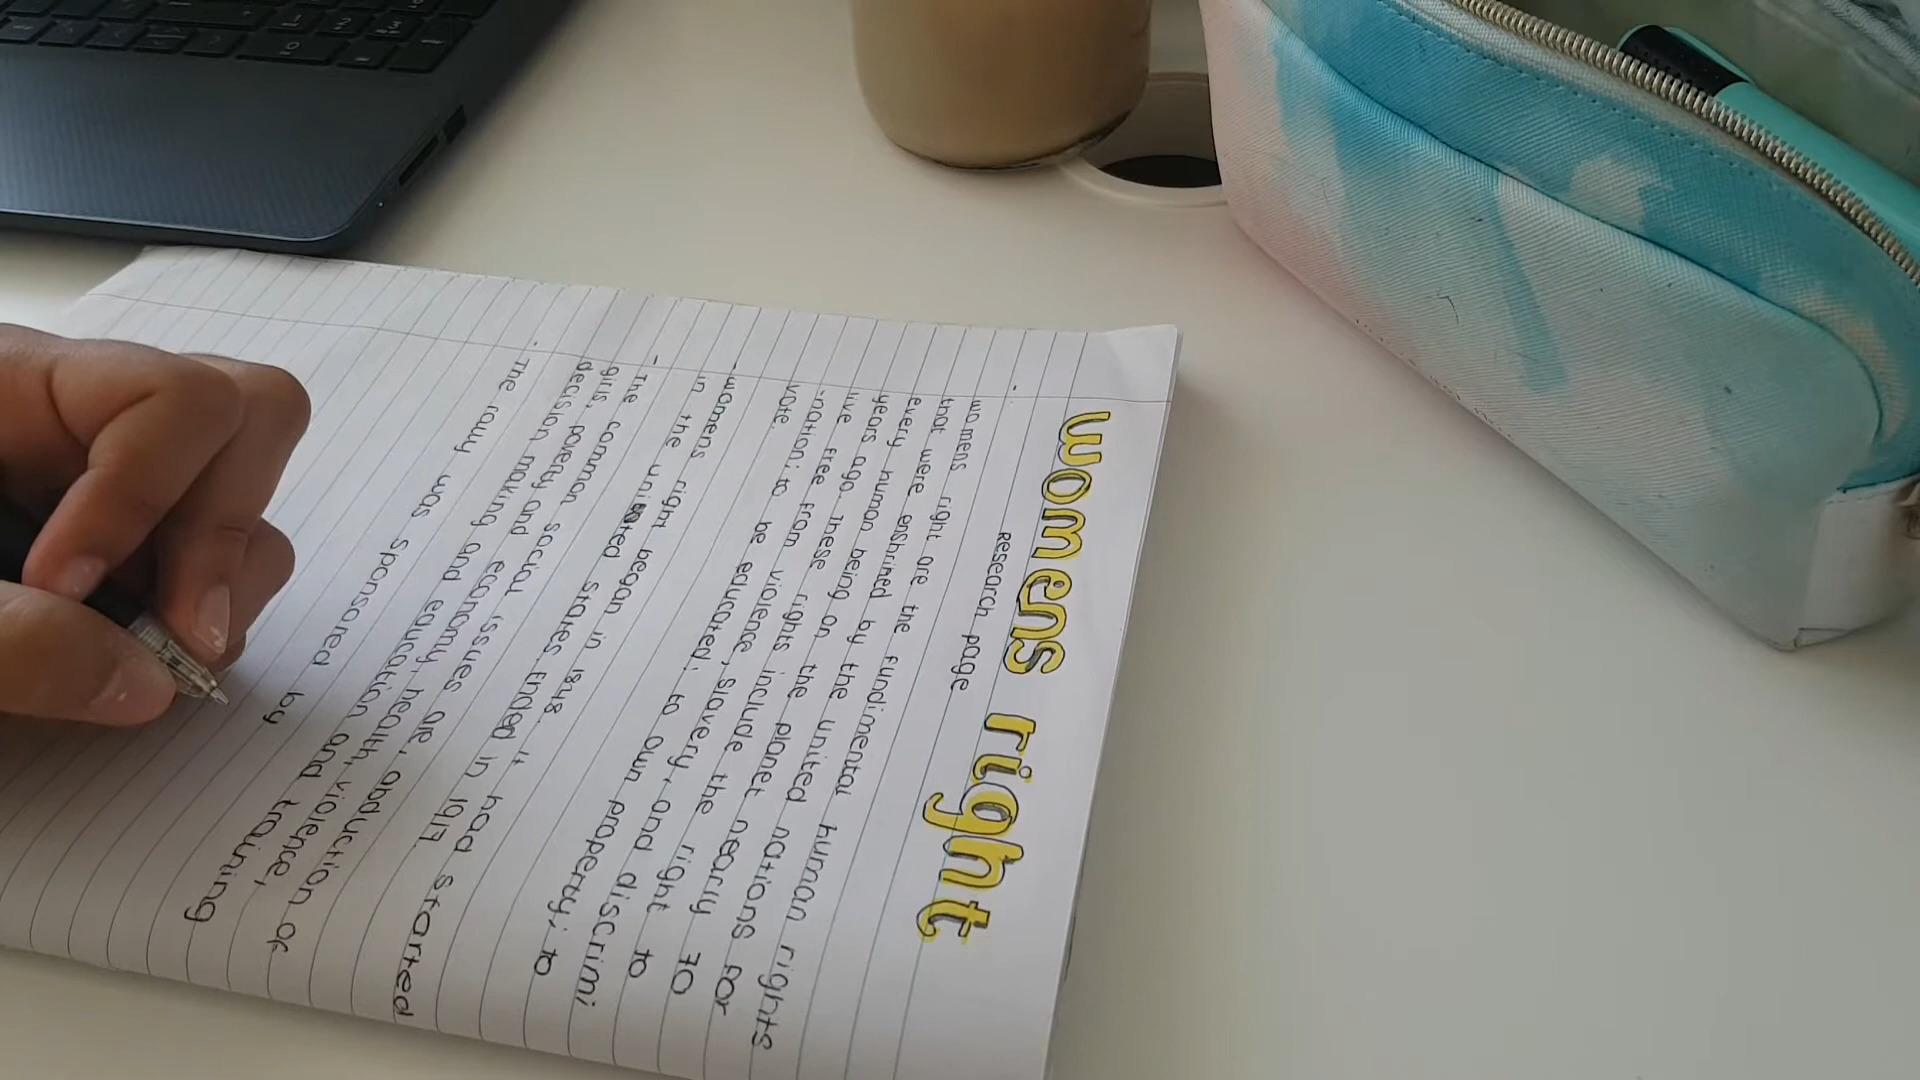 womens right
Research page
- womens right are the fundimental human rights
that were enshrined by the united nations for
every human being on the planet nearly 70
years ago. These rights include the right to
live free from violence, slavery, and discrimi
-nation; to be educated; to own property; to
vote.
- womens right began in 1848. it had started
in the united states. Ended in 1917.
- The common social issues are, abduction of
girls, poverty and economy, health, violence,
decision making and education and training
- The rally was sponsored by